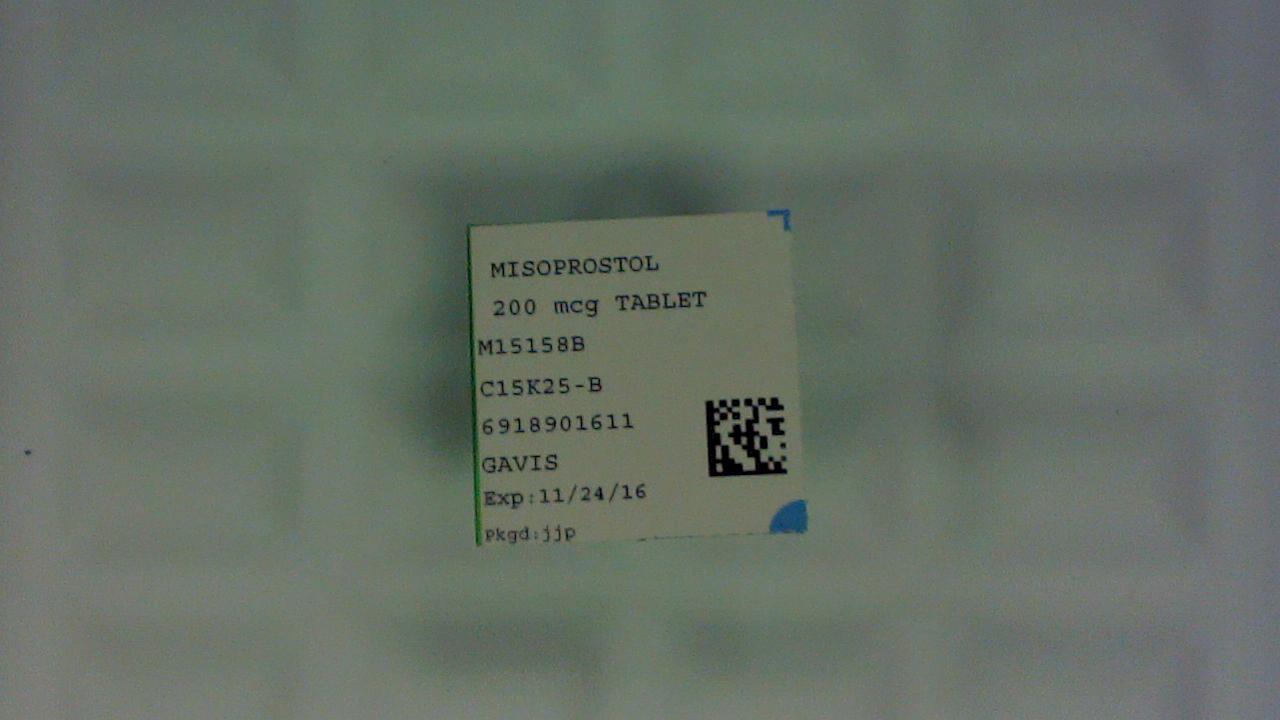 MISOPROSTOL
200 mcg TABLET
M15158B
C15K25-B
6918901611
GAVIS
Exp:11/24/16
Pkgd:jjp